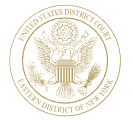 UNITED STATES DISTRICT COURT
EASTERN DISTRICT OF NEW YORK